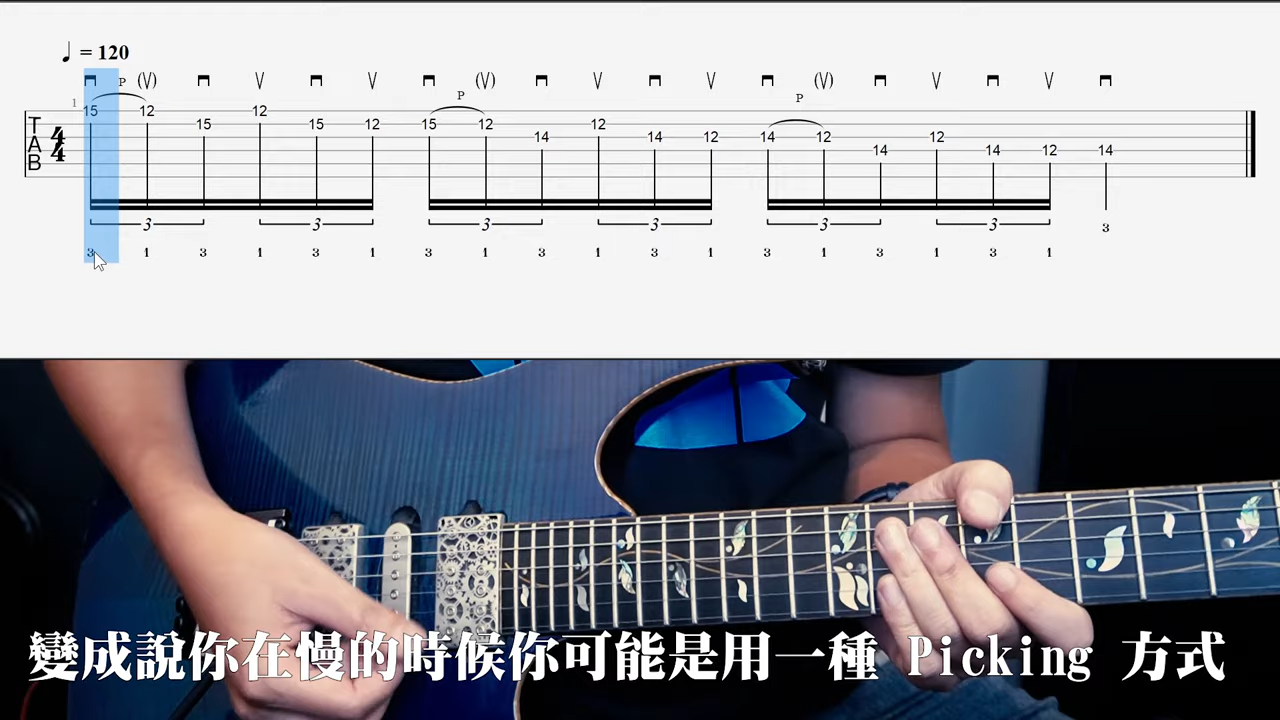 ♩ = 120
P (V) V V P (V) V V P (V) V V
1
15 12 15 12 15 12 15 12 14 12 14 12 14 12 14 12 14 12 14
TAB 4/4
3 3 3 3 3 3
3
3 1 3 1 3 1 3 1 3 1 3 1 3 1 3 1 3 1
變成說你在慢的時候你可能是用一種 Picking 方式